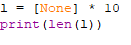 l = [None] * 10
print(len(l))